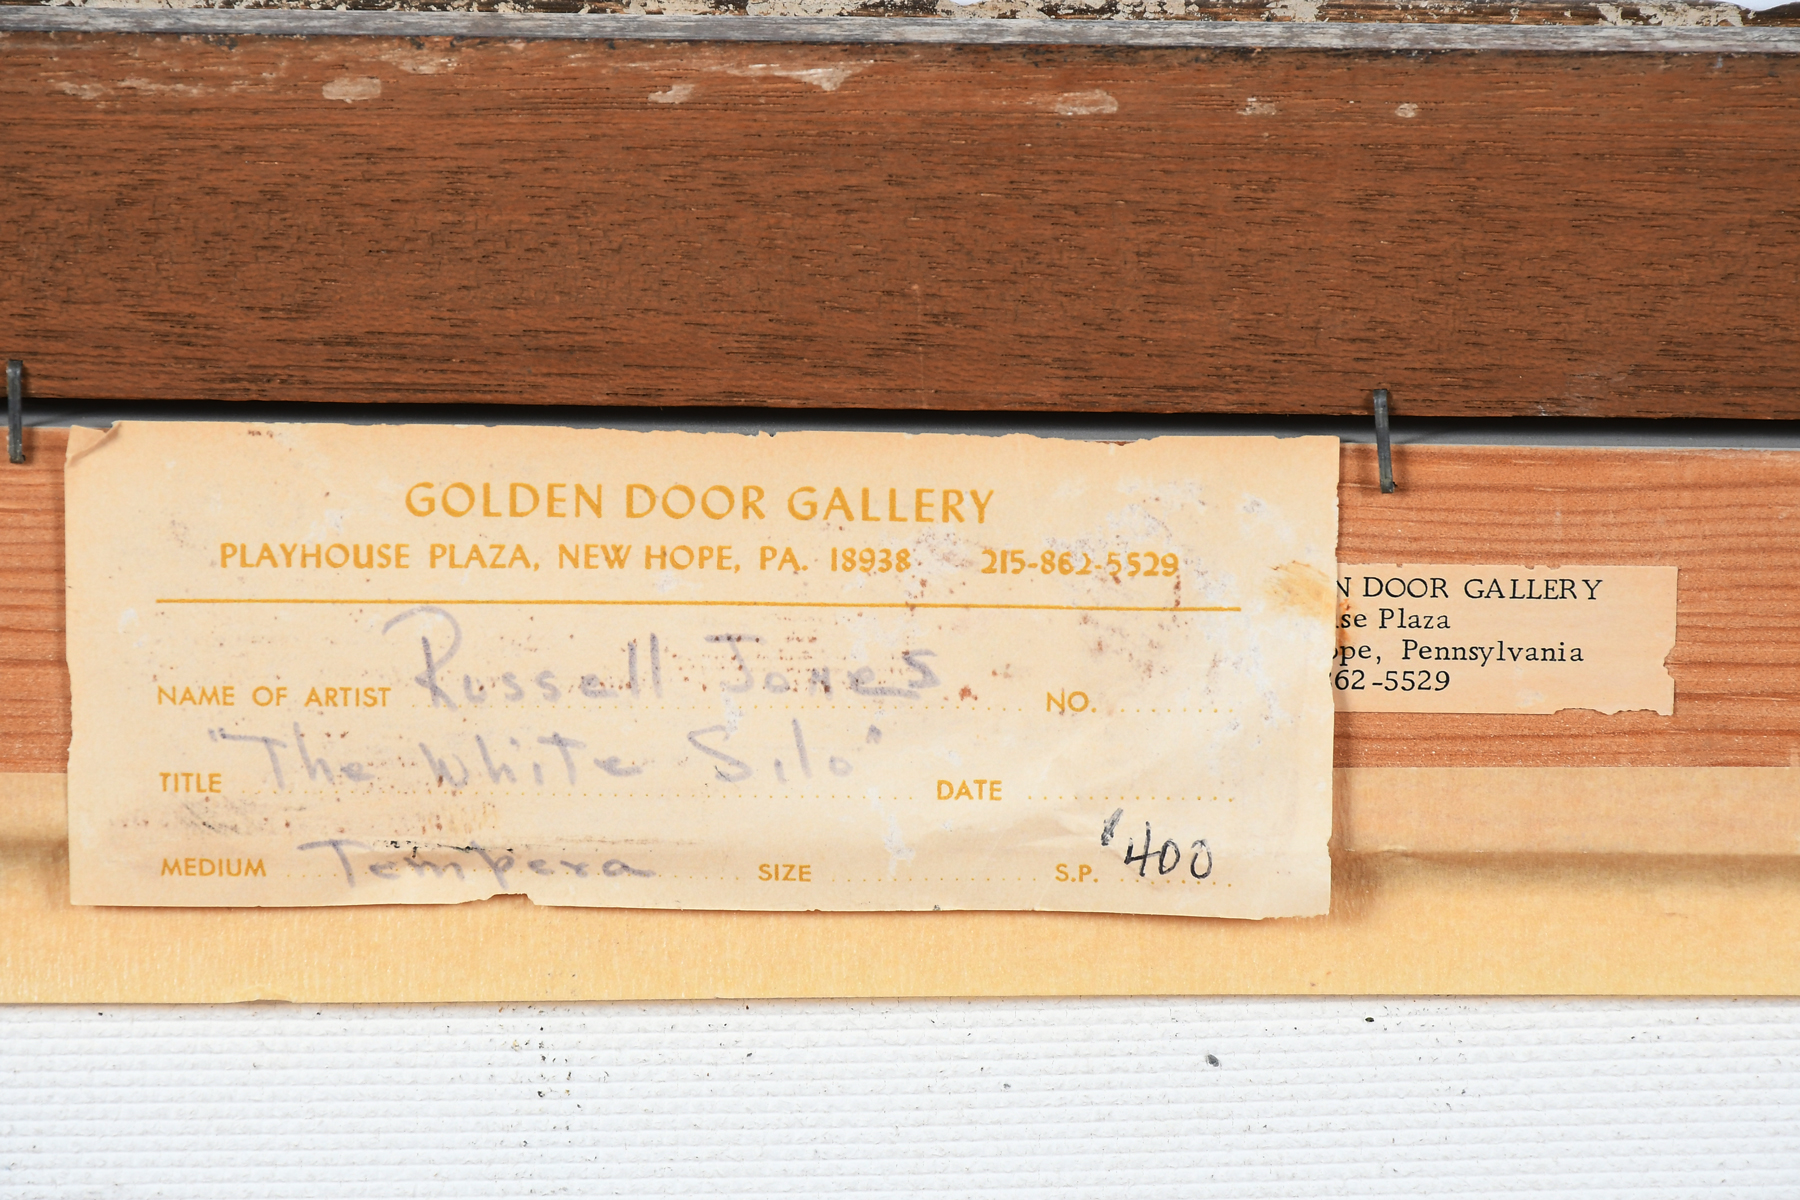 GOLDEN DOOR GALLERY
PLAYHOUSE PLAZA, NEW HOPE, PA. 18938 215-862-5529
NAME OF ARTIST Russell Jones NO.
TITLE "The White Silo" DATE
MEDIUM Tempera SIZE S.P. $400
N DOOR GALLERY
se Plaza
pe, Pennsylvania
62-5529